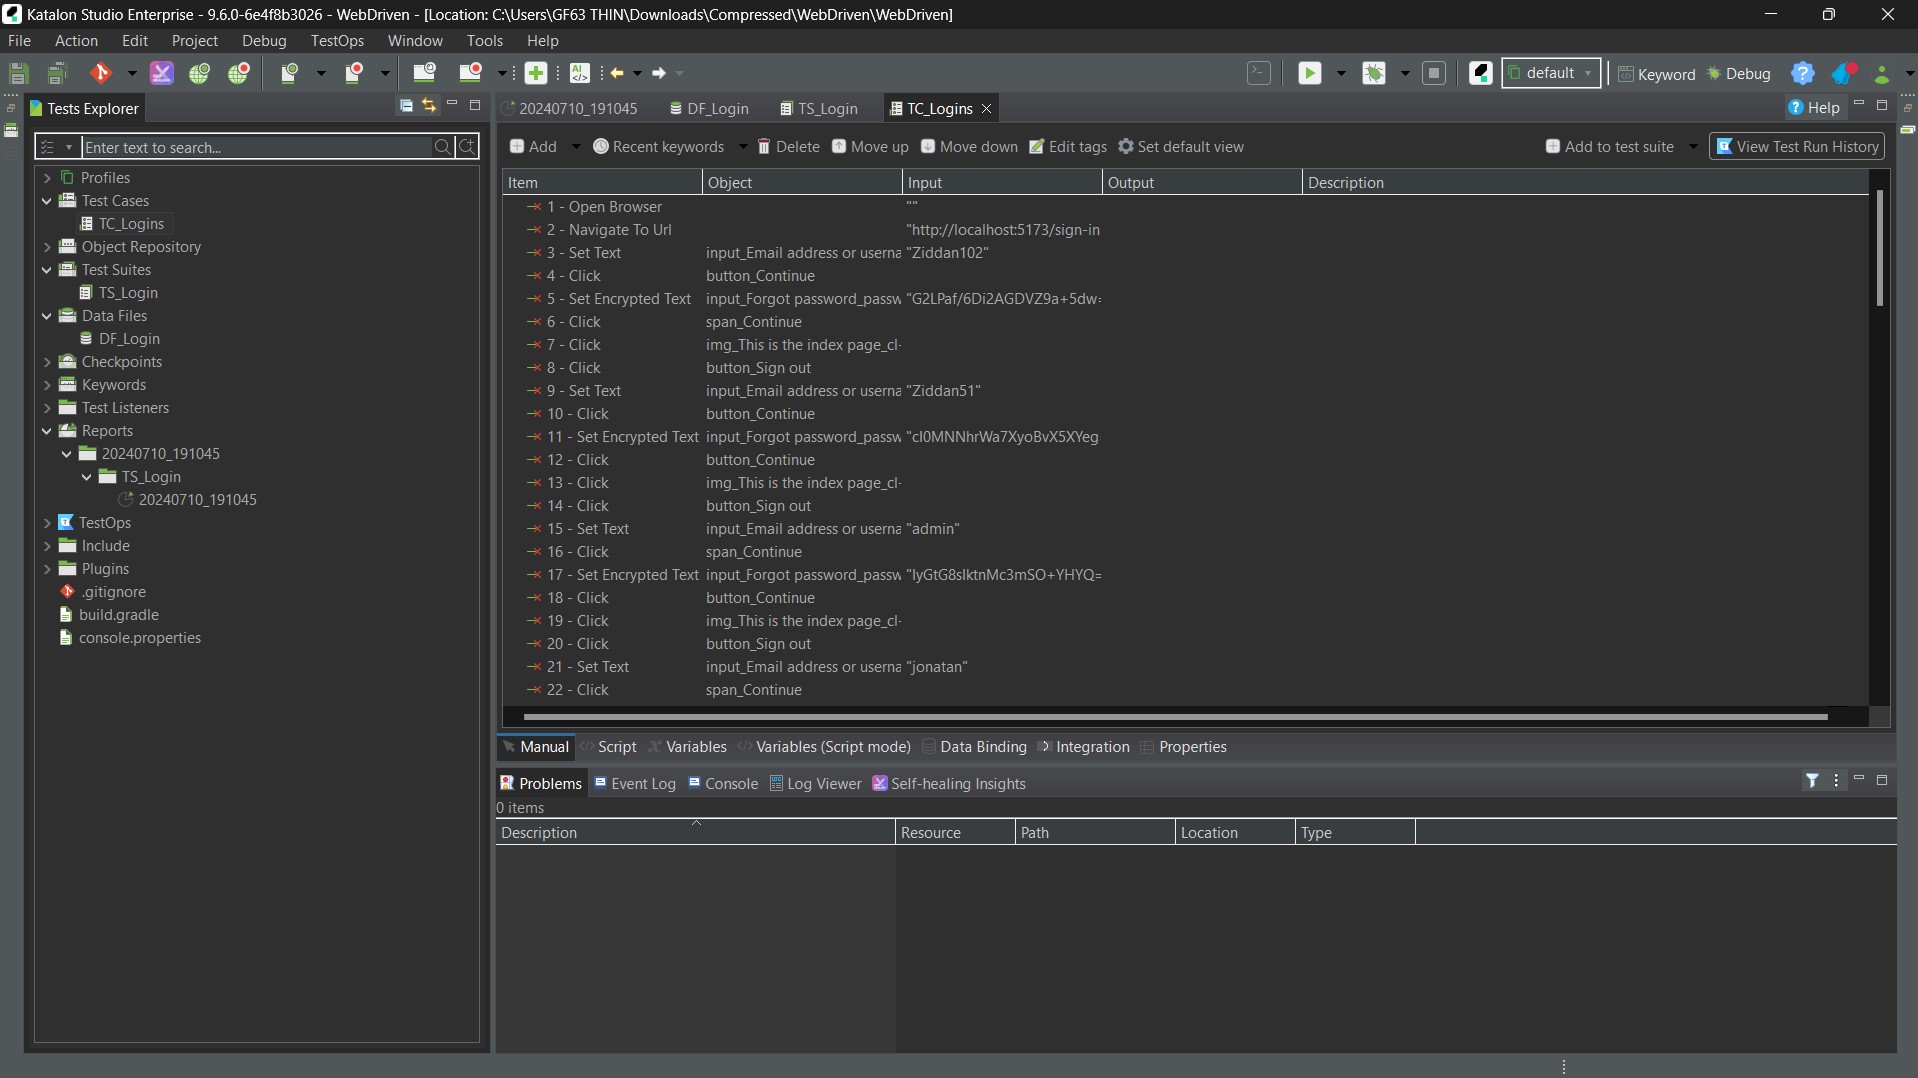 Katalon Studio Enterprise - 9.6.0-6e4f8b3026 - WebDriven - [Location: C:\Users\GF63 THIN\Downloads\Compressed\WebDriven\WebDriven]
File Action Edit Project Debug TestOps Window Tools Help
default Keyword Debug
Tests Explorer
Enter text to search...
Profiles
Test Cases
TC_Logins
Object Repository
Test Suites
TS_Login
Data Files
DF_Login
Checkpoints
Keywords
Test Listeners
Reports
20240710_191045
TS_Login
20240710_191045
TestOps
Include
Plugins
.gitignore
build.gradle
console.properties
20240710_191045 DF_Login TS_Login TC_Logins Help
Add Recent keywords Delete Move up Move down Edit tags Set default view Add to test suite View Test Run History
Item Object Input Output Description
1 - Open Browser ""
2 - Navigate To Url "http://localhost:5173/sign-in
3 - Set Text input_Email address or userna "Ziddan102"
4 - Click button_Continue
5 - Set Encrypted Text input_Forgot password_passw "G2LPaf/6Di2AGDVZ9a+5dw=
6 - Click span_Continue
7 - Click img_This is the index page_cl-
8 - Click button_Sign out
9 - Set Text input_Email address or userna "Ziddan51"
10 - Click button_Continue
11 - Set Encrypted Text input_Forgot password_passw "cI0MNNhrWa7XyoBvX5XYeg
12 - Click button_Continue
13 - Click img_This is the index page_cl-
14 - Click button_Sign out
15 - Set Text input_Email address or userna "admin"
16 - Click span_Continue
17 - Set Encrypted Text input_Forgot password_passw "IyGtG8slktnMc3mSO+YHYQ=
18 - Click button_Continue
19 - Click img_This is the index page_cl-
20 - Click button_Sign out
21 - Set Text input_Email address or userna "jonatan"
22 - Click span_Continue
Manual Script Variables Variables (Script mode) Data Binding Integration Properties
Problems Event Log Console Log Viewer Self-healing Insights
0 items
Description Resource Path Location Type